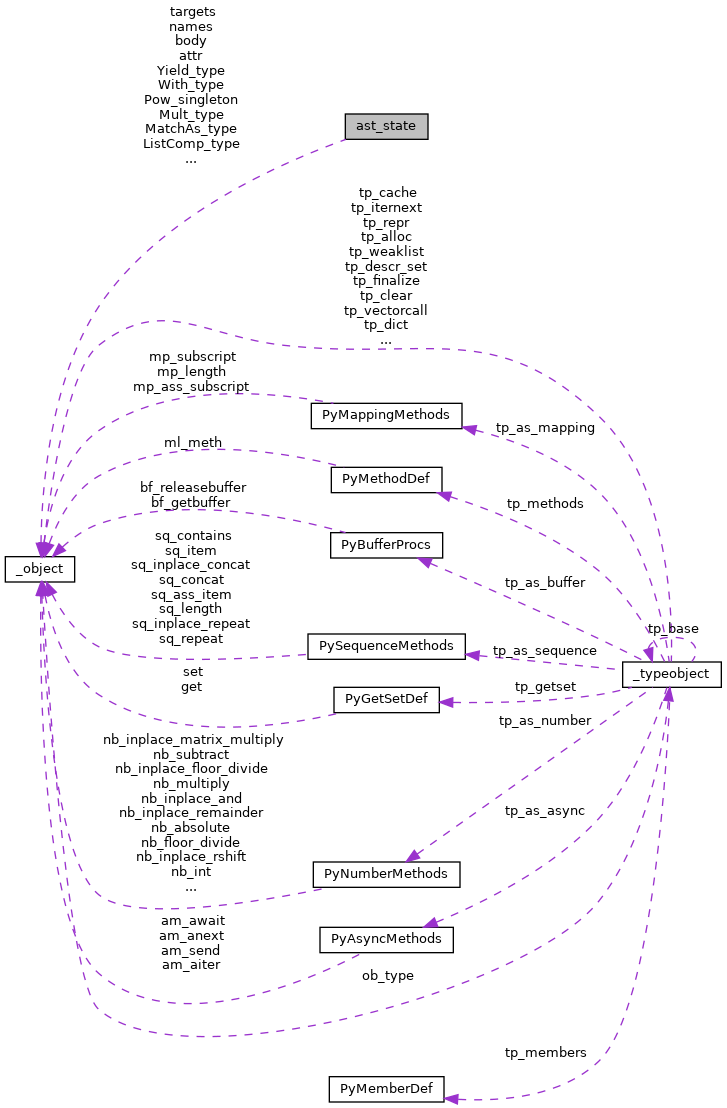 targets
names
body
attr
Yield_type
With_type
Pow_singleton
Mult_type
MatchAs_type
ListComp_type
...
ast_state
tp_cache
tp_iternext
tp_repr
tp_alloc
tp_weaklist
tp_descr_set
tp_finalize
tp_clear
tp_vectorcall
tp_dict
...
mp_subscript
mp_length
mp_ass_subscript
PyMappingMethods
tp_as_mapping
ml_meth
PyMethodDef
tp_methods
bf_releasebuffer
bf_getbuffer
PyBufferProcs
tp_as_buffer
_object
sq_contains
sq_item
sq_inplace_concat
sq_concat
sq_ass_item
sq_length
sq_inplace_repeat
sq_repeat
PySequenceMethods
tp_as_sequence
tp_base
_typeobject
set
get
PyGetSetDef
tp_getset
tp_as_number
nb_inplace_matrix_multiply
nb_subtract
nb_inplace_floor_divide
nb_multiply
nb_inplace_and
nb_inplace_remainder
nb_absolute
nb_floor_divide
nb_inplace_rshift
nb_int
...
PyNumberMethods
tp_as_async
am_await
am_anext
am_send
am_aiter
PyAsyncMethods
ob_type
tp_members
PyMemberDef